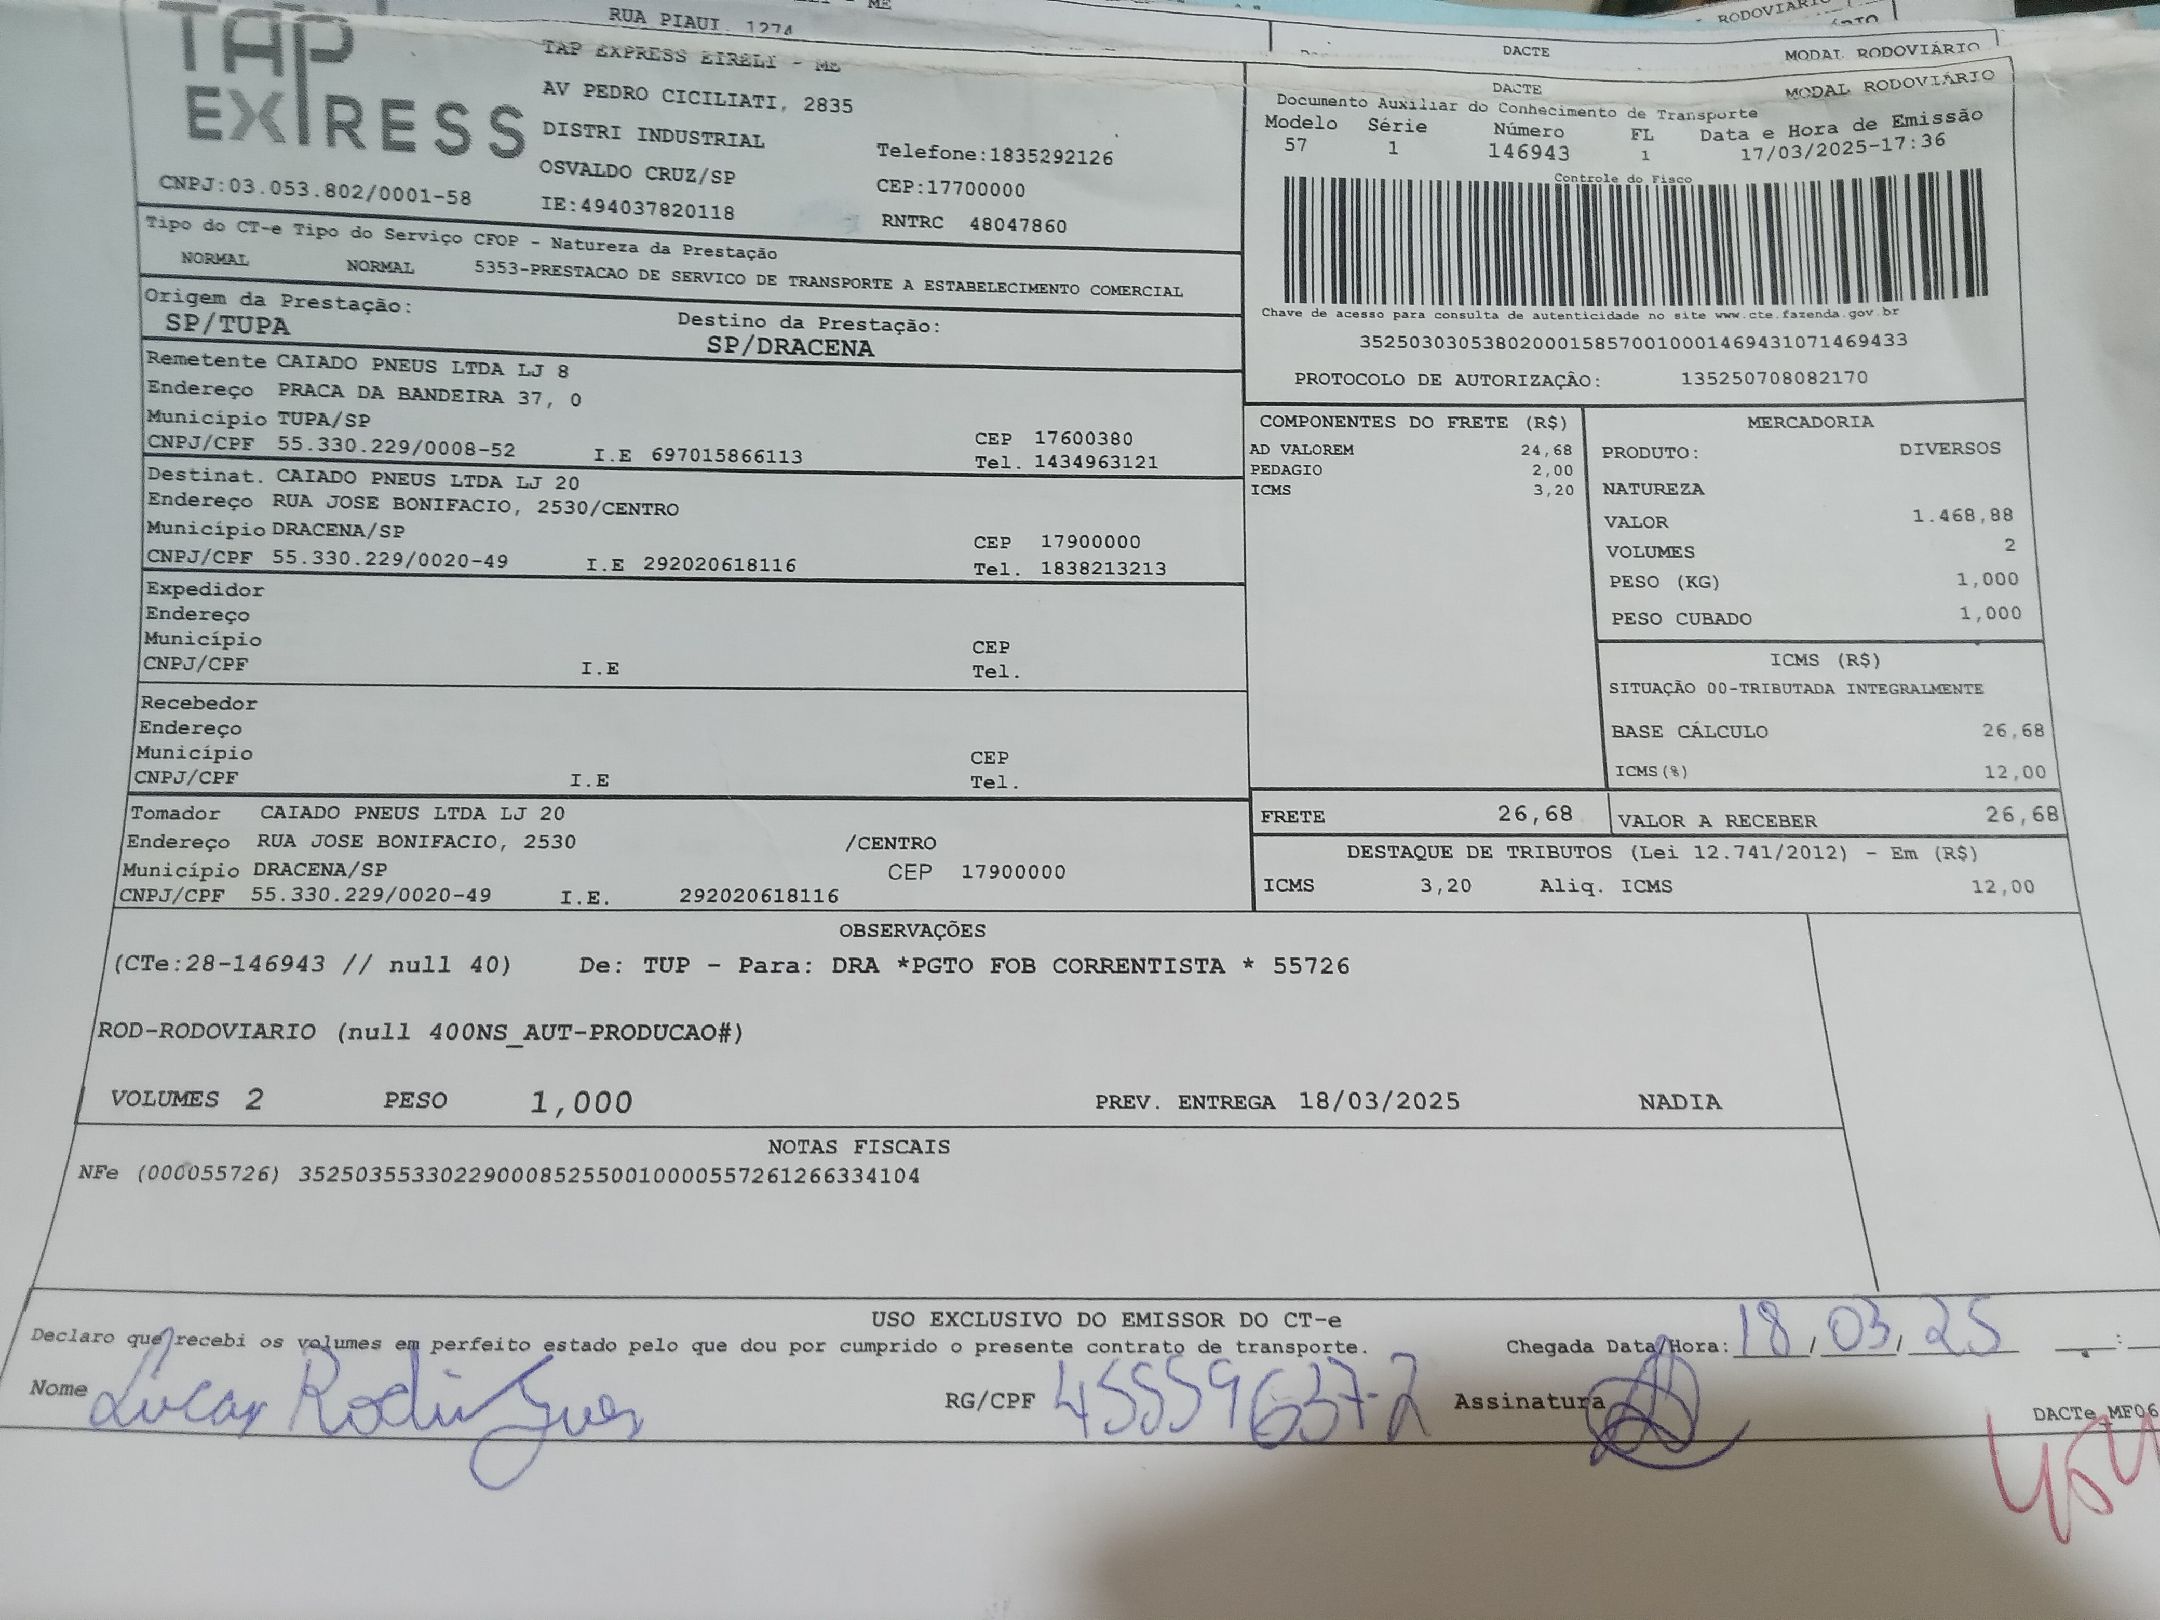 RUA PIAUI, 1274
ME
RODOVIÁRIO
DACTE MODAL RODOVIÁRIO
TAP EXPRESS
TAP EXPRESS EIRELI - ME
AV PEDRO CICILIATI, 2835
DISTRI INDUSTRIAL Telefone:1835292126
OSVALDO CRUZ/SP CEP:17700000
CNPJ:03.053.802/0001-58 IE:494037820118 RNTRC 48047860
DACTE MODAL RODOVIÁRIO
Documento Auxiliar do Conhecimento de Transporte
Modelo Série Número FL Data e Hora de Emissão
57 1 146943 1 17/03/2025-17:36
Controle do Fisco
Chave de acesso para consulta de autenticidade no site www.cte.fazenda.gov.br
35250303053802000158570010001469431071469433
PROTOCOLO DE AUTORIZAÇÃO: 135250708082170
Tipo do CT-e Tipo do Serviço CFOP - Natureza da Prestação
NORMAL NORMAL 5353-PRESTACAO DE SERVICO DE TRANSPORTE A ESTABELECIMENTO COMERCIAL
Origem da Prestação: Destino da Prestação:
SP/TUPA SP/DRACENA
Remetente CAIADO PNEUS LTDA LJ 8
Endereço PRACA DA BANDEIRA 37, 0
Município TUPA/SP CEP 17600380
CNPJ/CPF 55.330.229/0008-52 I.E 697015866113 Tel. 1434963121
Destinat. CAIADO PNEUS LTDA LJ 20
Endereço RUA JOSE BONIFACIO, 2530/CENTRO
Município DRACENA/SP CEP 17900000
CNPJ/CPF 55.330.229/0020-49 I.E 292020618116 Tel. 1838213213
Expedidor
Endereço
Município CEP
CNPJ/CPF I.E Tel.
Recebedor
Endereço
Município CEP
CNPJ/CPF I.E Tel.
Tomador CAIADO PNEUS LTDA LJ 20
Endereço RUA JOSE BONIFACIO, 2530 /CENTRO
Município DRACENA/SP CEP 17900000
CNPJ/CPF 55.330.229/0020-49 I.E. 292020618116
COMPONENTES DO FRETE (R$)
AD VALOREM 24,68
PEDAGIO 2,00
ICMS 3,20
MERCADORIA
PRODUTO: DIVERSOS
NATUREZA
VALOR 1.468,88
VOLUMES 2
PESO (KG) 1,000
PESO CUBADO 1,000
ICMS (R$)
SITUAÇÃO 00-TRIBUTADA INTEGRALMENTE
BASE CÁLCULO 26,68
ICMS(%) 12,00
FRETE 26,68 VALOR A RECEBER 26,68
DESTAQUE DE TRIBUTOS (Lei 12.741/2012) - Em (R$)
ICMS 3,20 Aliq. ICMS 12,00
OBSERVAÇÕES
(CTe:28-146943 // null 40) De: TUP - Para: DRA *PGTO FOB CORRENTISTA * 55726
ROD-RODOVIARIO (null 400NS_AUT-PRODUCAO#)
VOLUMES 2 PESO 1,000 PREV. ENTREGA 18/03/2025 NADIA
NOTAS FISCAIS
NFe (000055726) 35250355330229000852550010000557261266334104
USO EXCLUSIVO DO EMISSOR DO CT-e
Declaro que recebi os volumes em perfeito estado pelo que dou por cumprido o presente contrato de transporte. Chegada Data/Hora: 18/03/25 __:
Nome Lucas Rodrigues RG/CPF 45559637-2 Assinatura
DACTe_MF06